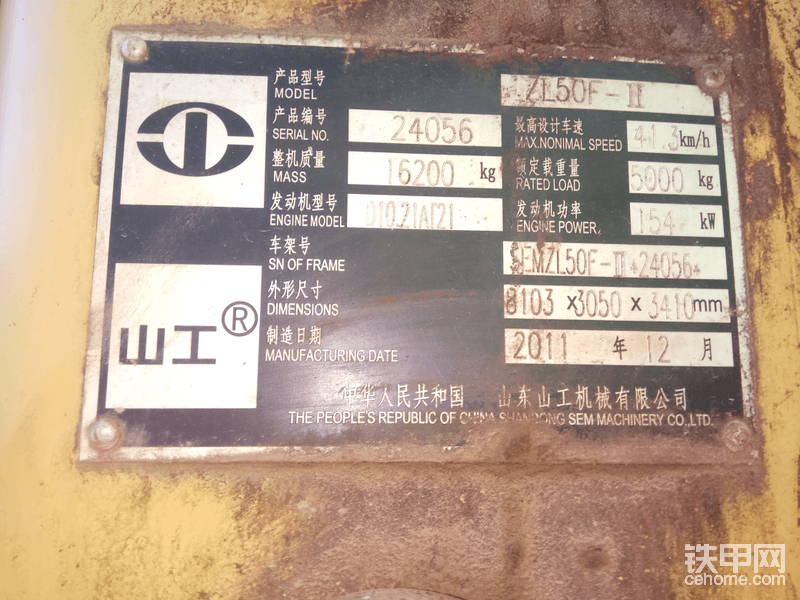 产品型号
MODEL
ZL50F-II
产品编号
SERIAL NO.
24056
最高设计车速
MAX.NONIMAL SPEED
41.3km/h
整机质量
MASS
16200 kg
额定载重量
RATED LOAD
5000 kg
发动机型号
ENGINE MODEL
发动机功率
ENGINE POWER
154 kW
车架号
SN OF FRAME
SEMZL50F-II*24056*
外形尺寸
DIMENSIONS
8103 x3050 x 3410mm
制造日期
MANUFACTURING DATE
2011 年 12 月
山工®
中华人民共和国 山东山工机械有限公司
THE PEOPLE'S REPUBLIC OF CHINA SHANDONG SEM MACHINERY CO.,LTD.
铁甲网
cehome.com